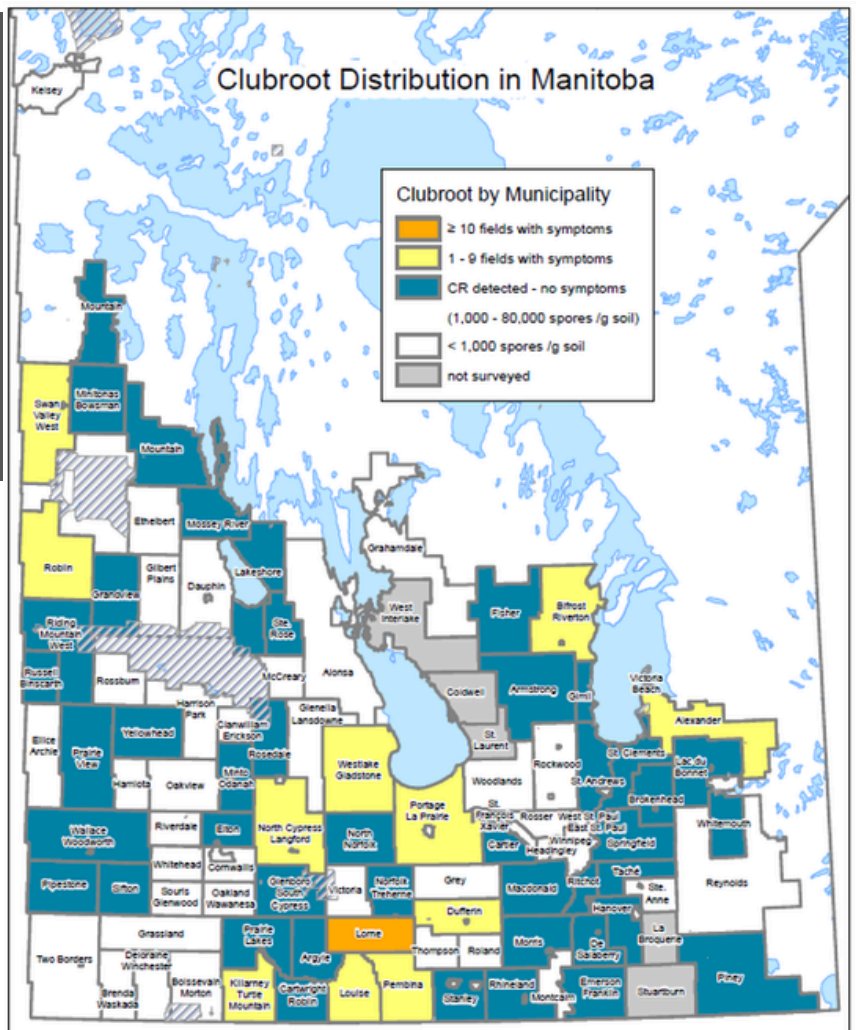 Clubroot Distribution in Manitoba
Kelsey
Clubroot by Municipality
≥ 10 fields with symptoms
1 - 9 fields with symptoms
CR detected - no symptoms
(1,000 - 80,000 spores /g soil)
< 1,000 spores /g soil
not surveyed
Mountain
Swan
Valley
West
Minitonas
Bowsman
Mountain
Ethelbert
Mossey River
Roblin
Grandview
Gilbert
Plains
Dauphin
Lakeshore
Grahamdale
West
Interlake
Fisher
Bifrost
Riverton
Riding
Mountain
West
Ste.
Rose
Russell
Binscarth
Rossburn
McCreary
Alonsa
Coldwell
Armstrong
Gimli
Victoria
Beach
Alexander
Harrison
Park
Clanwilliam
Erickson
Glenella
Lansdowne
St.
Laurent
Ellice
Archie
Prairie
View
Yellowhead
Rosedale
Westlake
Gladstone
Woodlands
Rockwood
St. Clements
Lac du
Bonnet
Hamiota
Oakview
Minto
Odanah
St. Andrews
Brokenhead
Wallace
Woodworth
Riverdale
Elton
North Cypress
Langford
North
Norfolk
Portage
La Prairie
St.
François
Xavier
Rosser
West St. Paul
East St. Paul
Whitemouth
Cartier
Headingley
Winnipeg
Springfield
Whitehead
Cornwallis
Pipestone
Sifton
Souris
Glenwood
Oakland
Wawanesa
Glenboro
South
Cypress
Victoria
Norfolk
Treherne
Grey
Macdonald
Ritchot
Taché
Ste.
Anne
Reynolds
Dufferin
Hanover
Grassland
Prairie
Lakes
Argyle
Lorne
Thompson
Roland
Morris
De
Salaberry
La
Broquerie
Two Borders
Deloraine
Winchester
Brenda
Waskada
Boissevain
Morton
Killarney
Turtle
Mountain
Cartwright
Roblin
Louise
Pembina
Stanley
Rhineland
Montcalm
Emerson
Franklin
Stuartburn
Piney